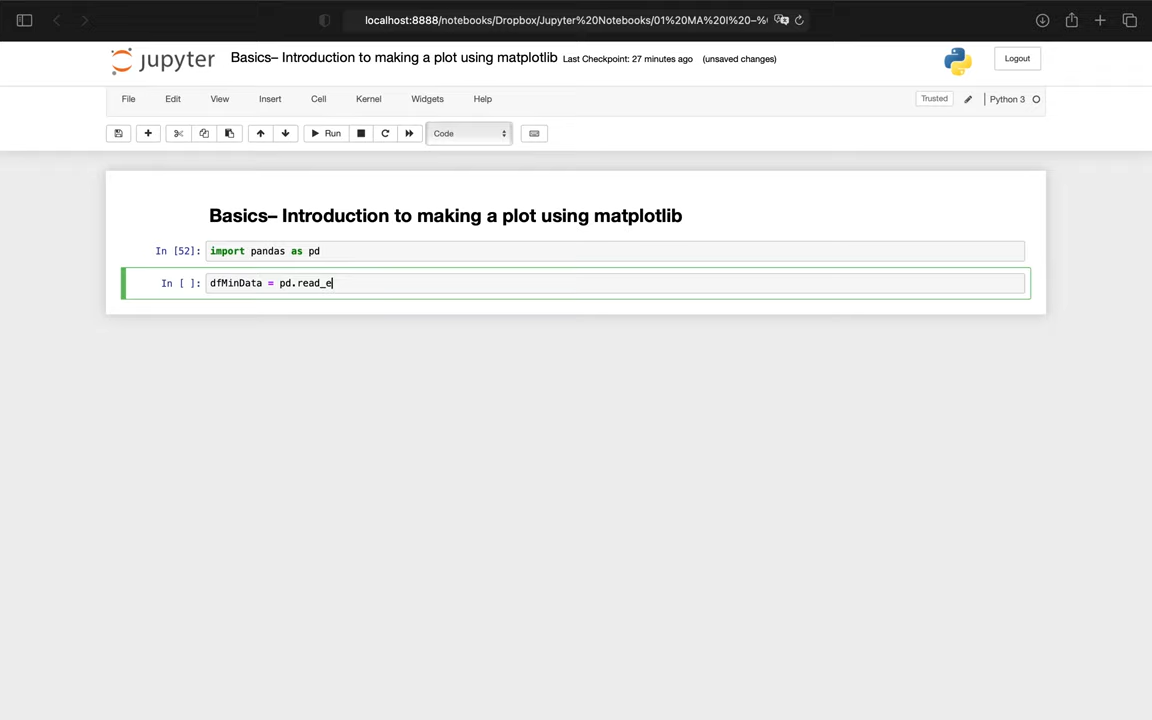 localhost:8888/notebooks/Dropbox/Jupyter%20Notebooks/01%20MA%20I%20–%
jupyter Basics– Introduction to making a plot using matplotlib Last Checkpoint: 27 minutes ago (unsaved changes) Logout
File Edit View Insert Cell Kernel Widgets Help Trusted Python 3
Run Code
Basics– Introduction to making a plot using matplotlib
In [52]: import pandas as pd
In [ ]: dfMinData = pd.read_e